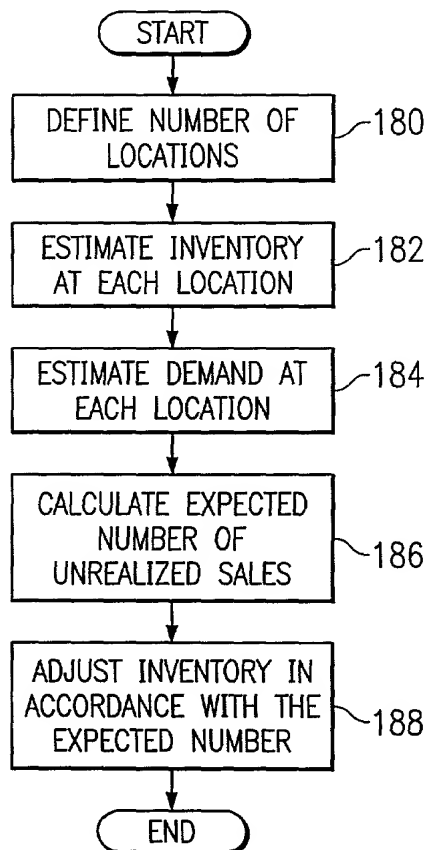 START
DEFINE NUMBER OF
LOCATIONS
180
ESTIMATE INVENTORY
AT EACH LOCATION
182
ESTIMATE DEMAND AT
EACH LOCATION
184
CALCULATE EXPECTED
NUMBER OF
UNREALIZED SALES
186
ADJUST INVENTORY IN
ACCORDANCE WITH THE
EXPECTED NUMBER
188
END